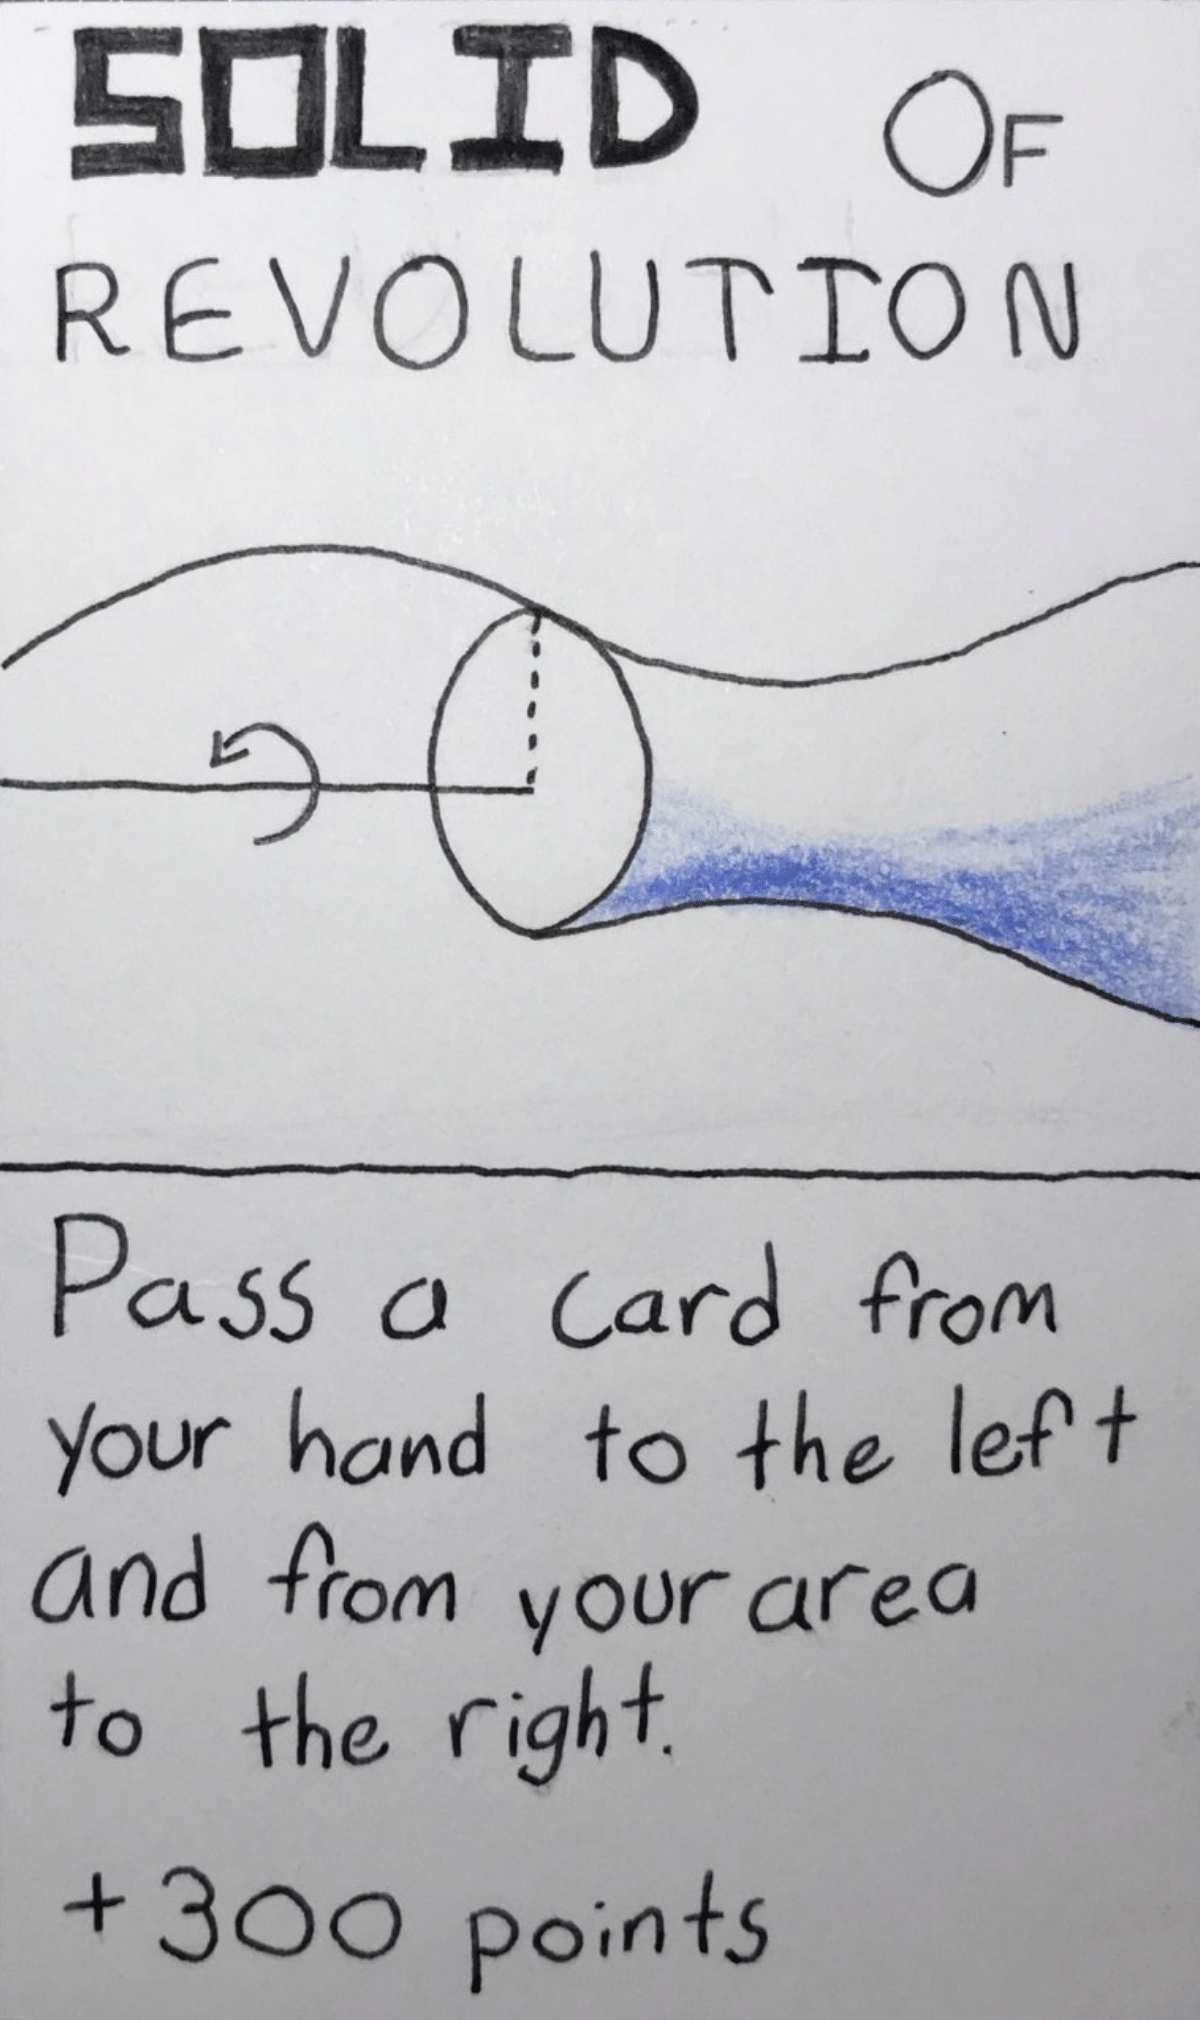 SOLID OF
REVOLUTION
Pass a card from
your hand to the left
and from your area
to the right.
+300 points